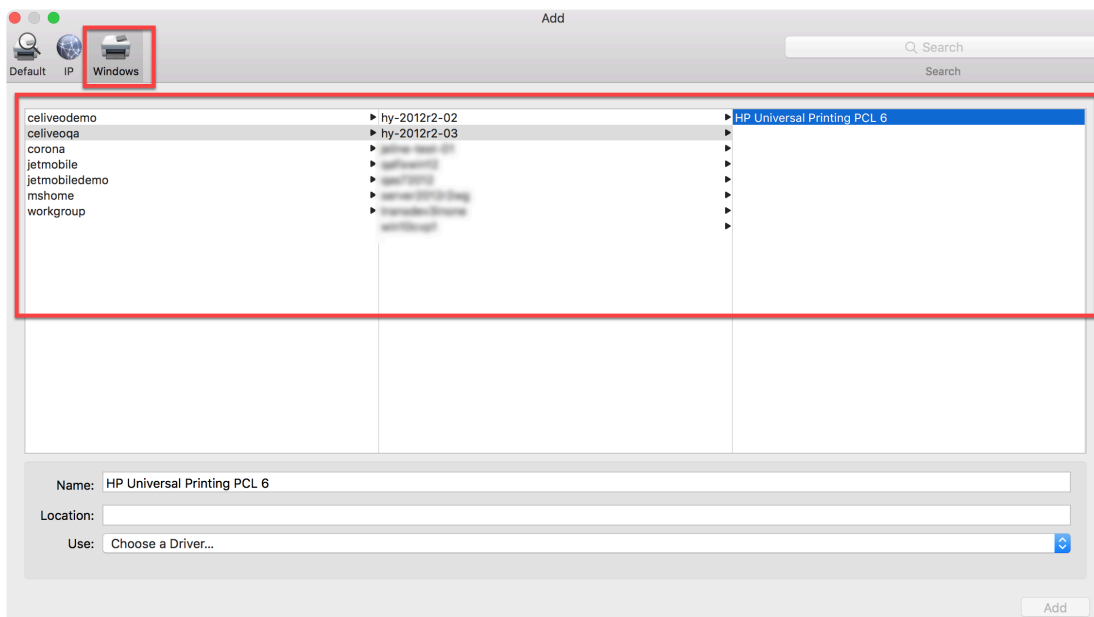 Add
Search
Default IP Windows
Search
celiveodemo
celiveoqa
corona
jetmobile
jetmobiledemo
mshome
workgroup
hy-2012r2-02
hy-2012r2-03
HP Universal Printing PCL 6
Name: HP Universal Printing PCL 6
Location:
Use: Choose a Driver...
Add